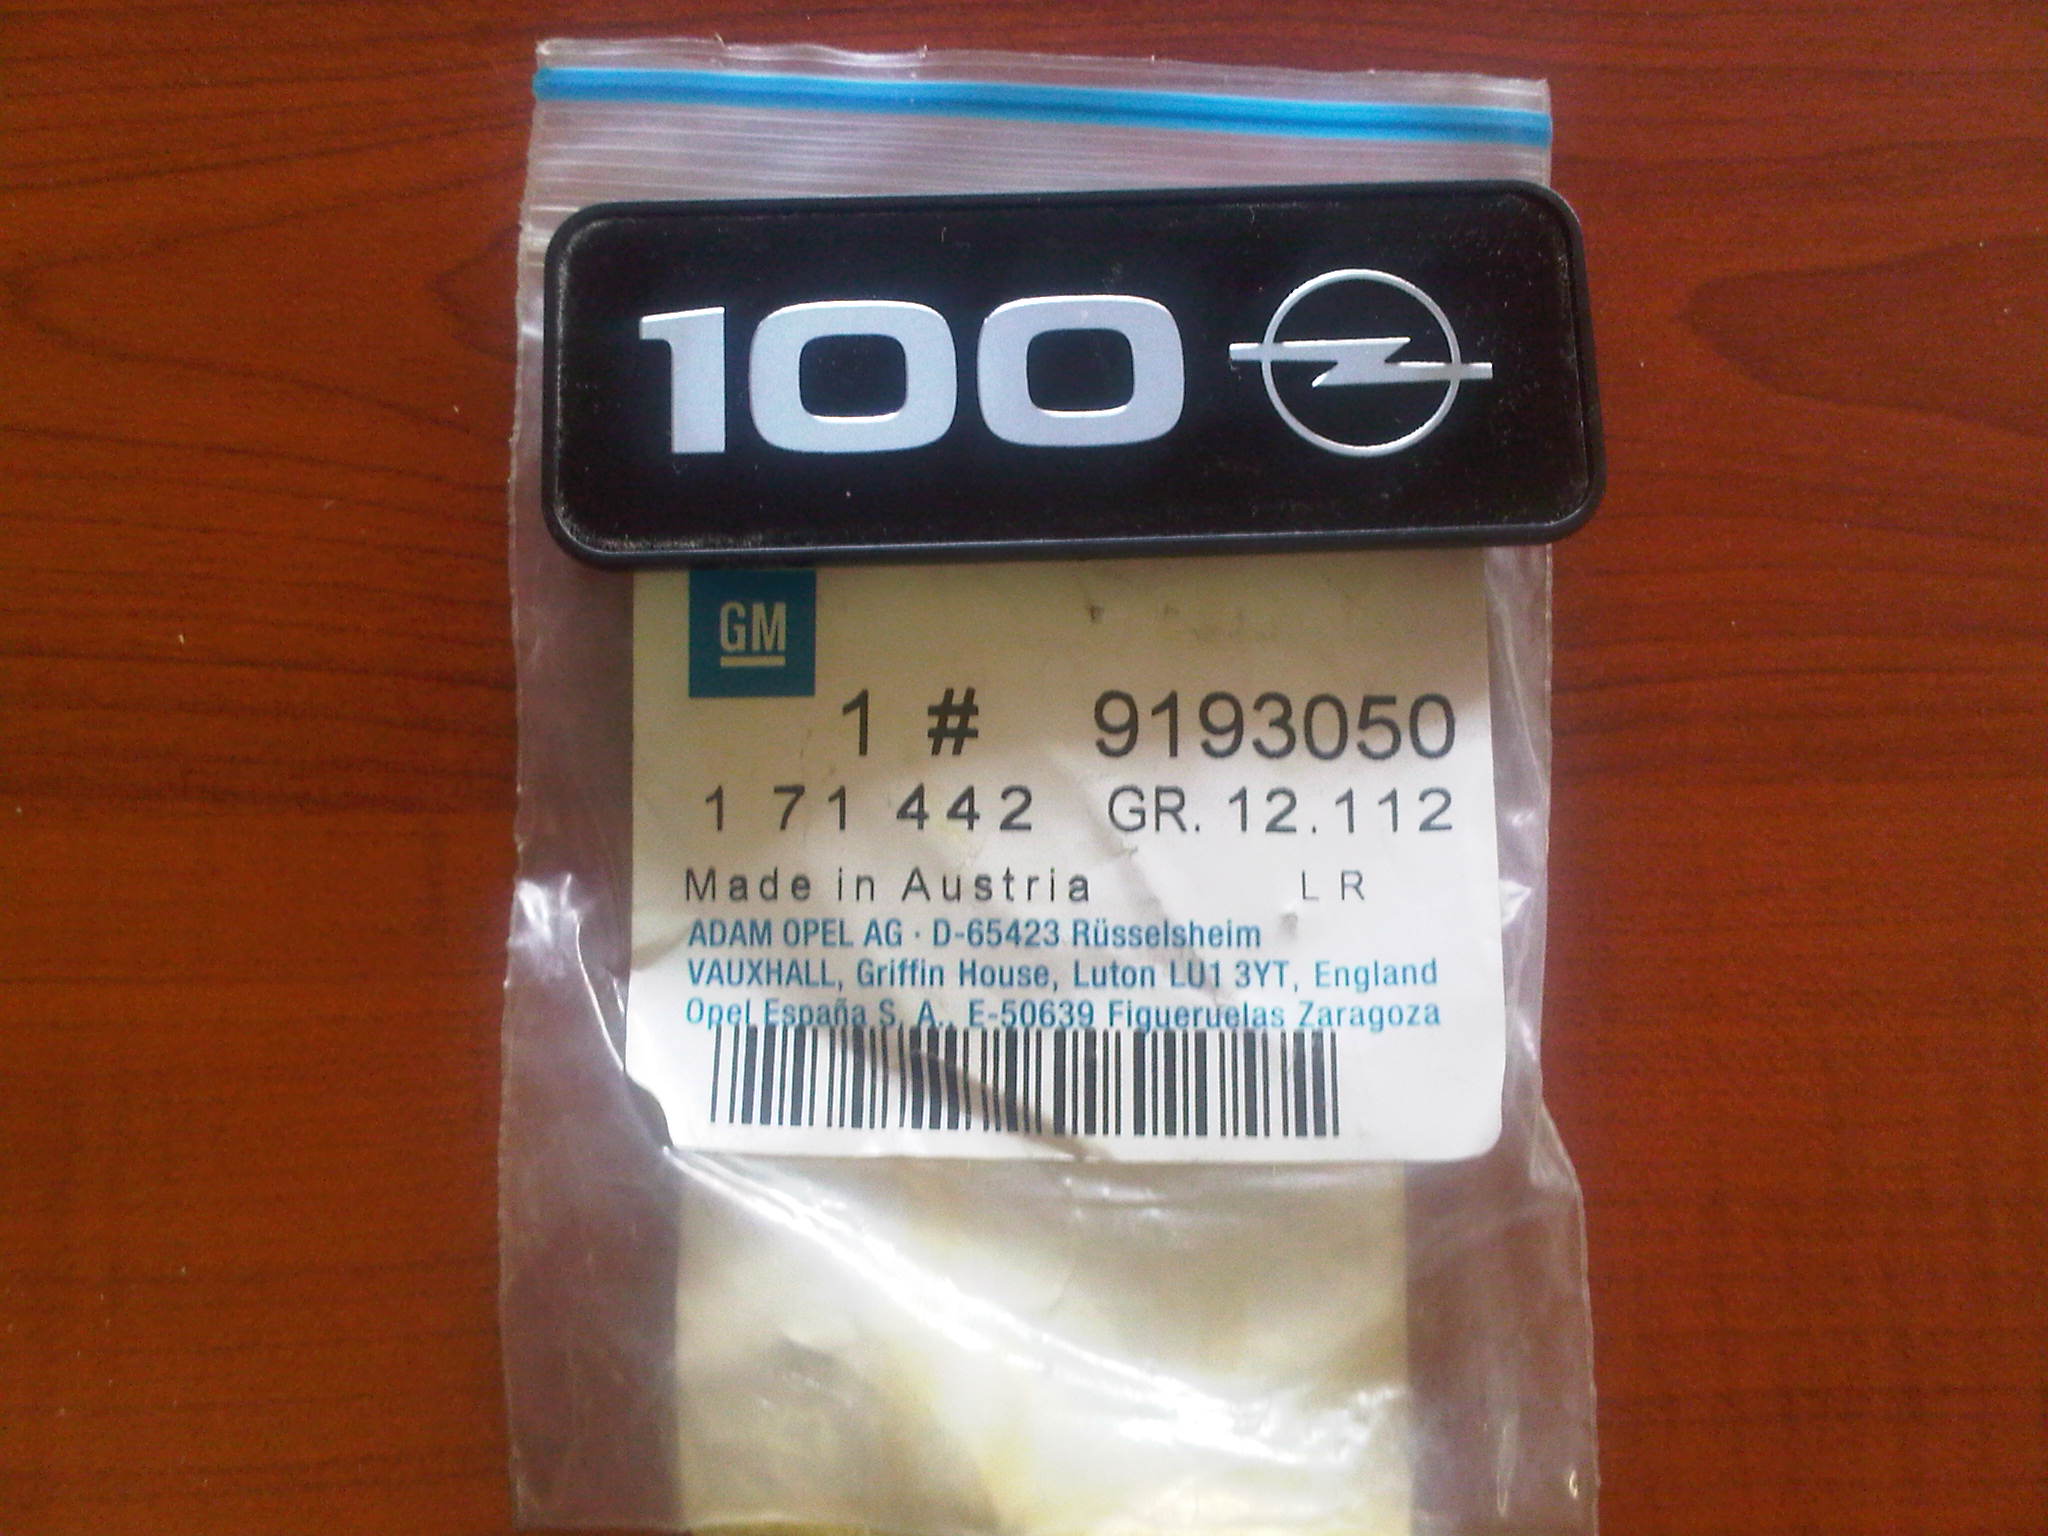 100
GM
1 # 9193050
1 71 442 GR. 12.112
Made in Austria LR
ADAM OPEL AG · D-65423 Rüsselsheim
VAUXHALL, Griffin House, Luton LU1 3YT, England
Opel España S. A., E-50639 Figueruelas Zaragoza